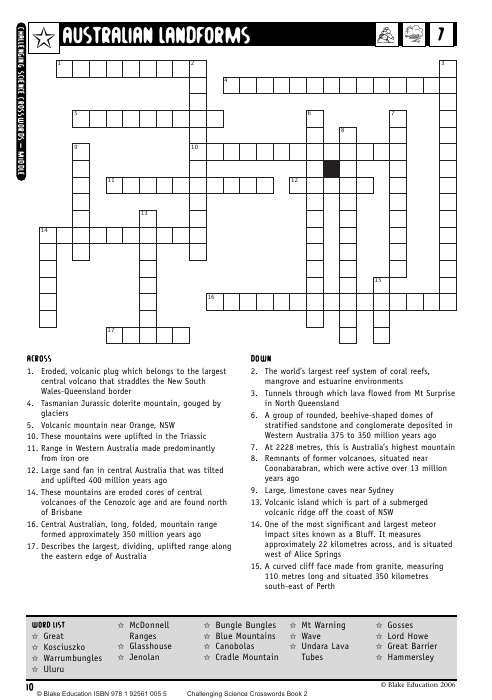 CHALLENGING SCIENCE CROSSWORDS – MIDDLE
AUSTRALIAN LANDFORMS
7
1
2
3
4
5
6
7
8
9
10
11
12
13
14
15
16
17
ACROSS
1. Eroded, volcanic plug which belongs to the largest
central volcano that straddles the New South
Wales-Queensland border
4. Tasmanian Jurassic dolerite mountain, gouged by
glaciers
5. Volcanic mountain near Orange, NSW
10. These mountains were uplifted in the Triassic
11. Range in Western Australia made predominantly
from iron ore
12. Large sand fan in central Australia that was tilted
and uplifted 400 million years ago
14. These mountains are eroded cores of central
volcanoes of the Cenozoic age and are found north
of Brisbane
16. Central Australian, long, folded, mountain range
formed approximately 350 million years ago
17. Describes the largest, dividing, uplifted range along
the eastern edge of Australia
DOWN
2. The world's largest reef system of coral reefs,
mangrove and estuarine environments
3. Tunnels through which lava flowed from Mt Surprise
in North Queensland
6. A group of rounded, beehive-shaped domes of
stratified sandstone and conglomerate deposited in
Western Australia 375 to 350 million years ago
7. At 2228 metres, this is Australia's highest mountain
8. Remnants of former volcanoes, situated near
Coonabarabran, which were active over 13 million
years ago
9. Large, limestone caves near Sydney
13. Volcanic island which is part of a submerged
volcanic ridge off the coast of NSW
14. One of the most significant and largest meteor
impact sites known as a Bluff. It measures
approximately 22 kilometres across, and is situated
west of Alice Springs
15. A curved cliff face made from granite, measuring
110 metres long and situated 350 kilometres
south-east of Perth
WORD LIST
☆ Great
☆ Kosciuszko
☆ Warrumbungles
☆ Uluru
☆ McDonnell
Ranges
☆ Glasshouse
☆ Jenolan
☆ Bungle Bungles
☆ Blue Mountains
☆ Canobolas
☆ Cradle Mountain
☆ Mt Warning
☆ Wave
☆ Undara Lava
Tubes
☆ Gosses
☆ Lord Howe
☆ Great Barrier
☆ Hammersley
10
© Blake Education 2006
© Blake Education ISBN 978 1 92561 005 5 Challenging Science Crosswords Book 2